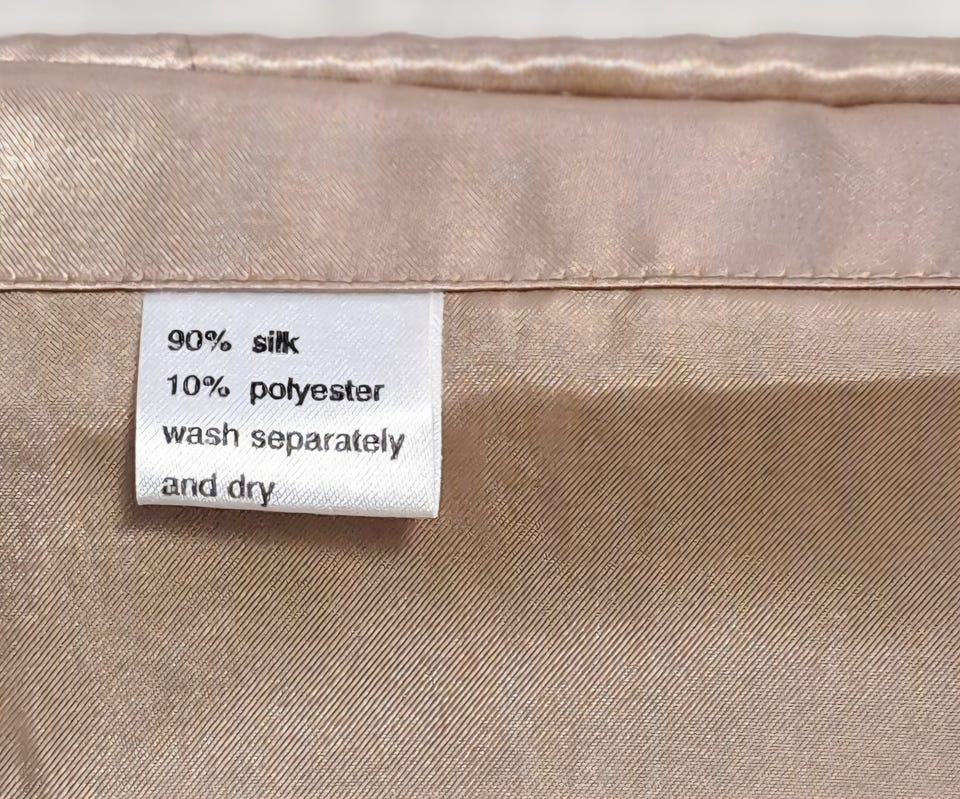 90% silk
10% polyester
wash separately
and dry